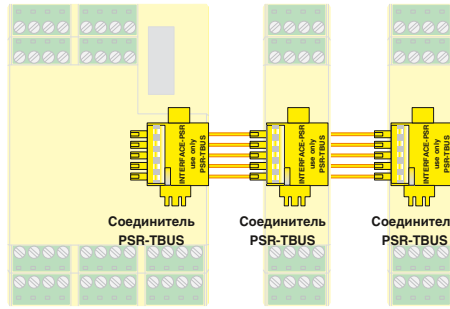 INTERFACE-PSR
use only
PSR-TBUS
INTERFACE-PSR
use only
PSR-TBUS
INTERFACE-PSR
use only
PSR-TBUS
Соединитель
PSR-TBUS
Соединитель
PSR-TBUS
Соединител
PSR-TBUS